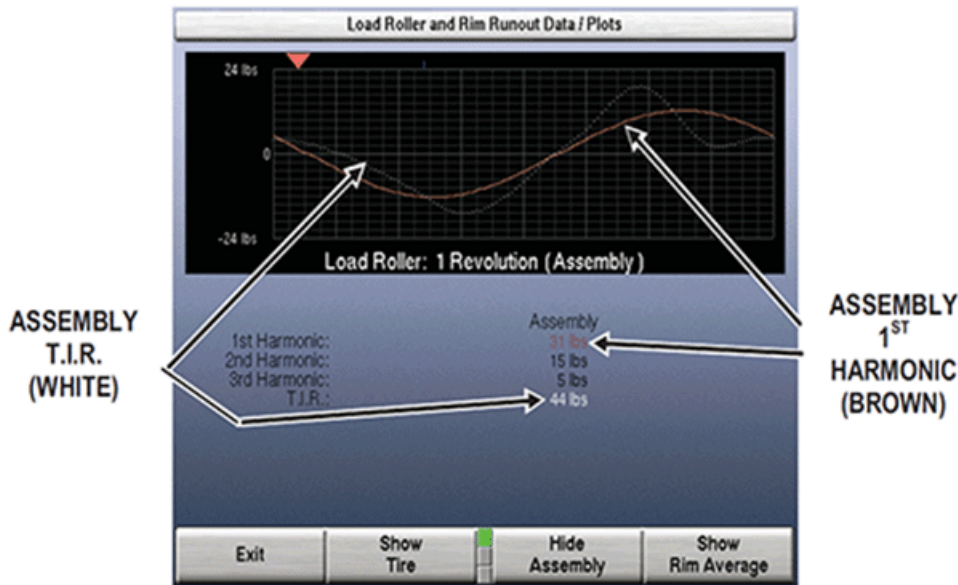 Load Roller and Rim Runout Data / Plots
24 lbs
0
-24 lbs
Load Roller: 1 Revolution (Assembly)
ASSEMBLY
T.I.R.
(WHITE)
ASSEMBLY
1ST
HARMONIC
(BROWN)
Assembly
1st Harmonic: 31 lbs
2nd Harmonic: 15 lbs
3rd Harmonic: 5 lbs
T.I.R.: 44 lbs
Exit
Show
Tire
Hide
Assembly
Show
Rim Average